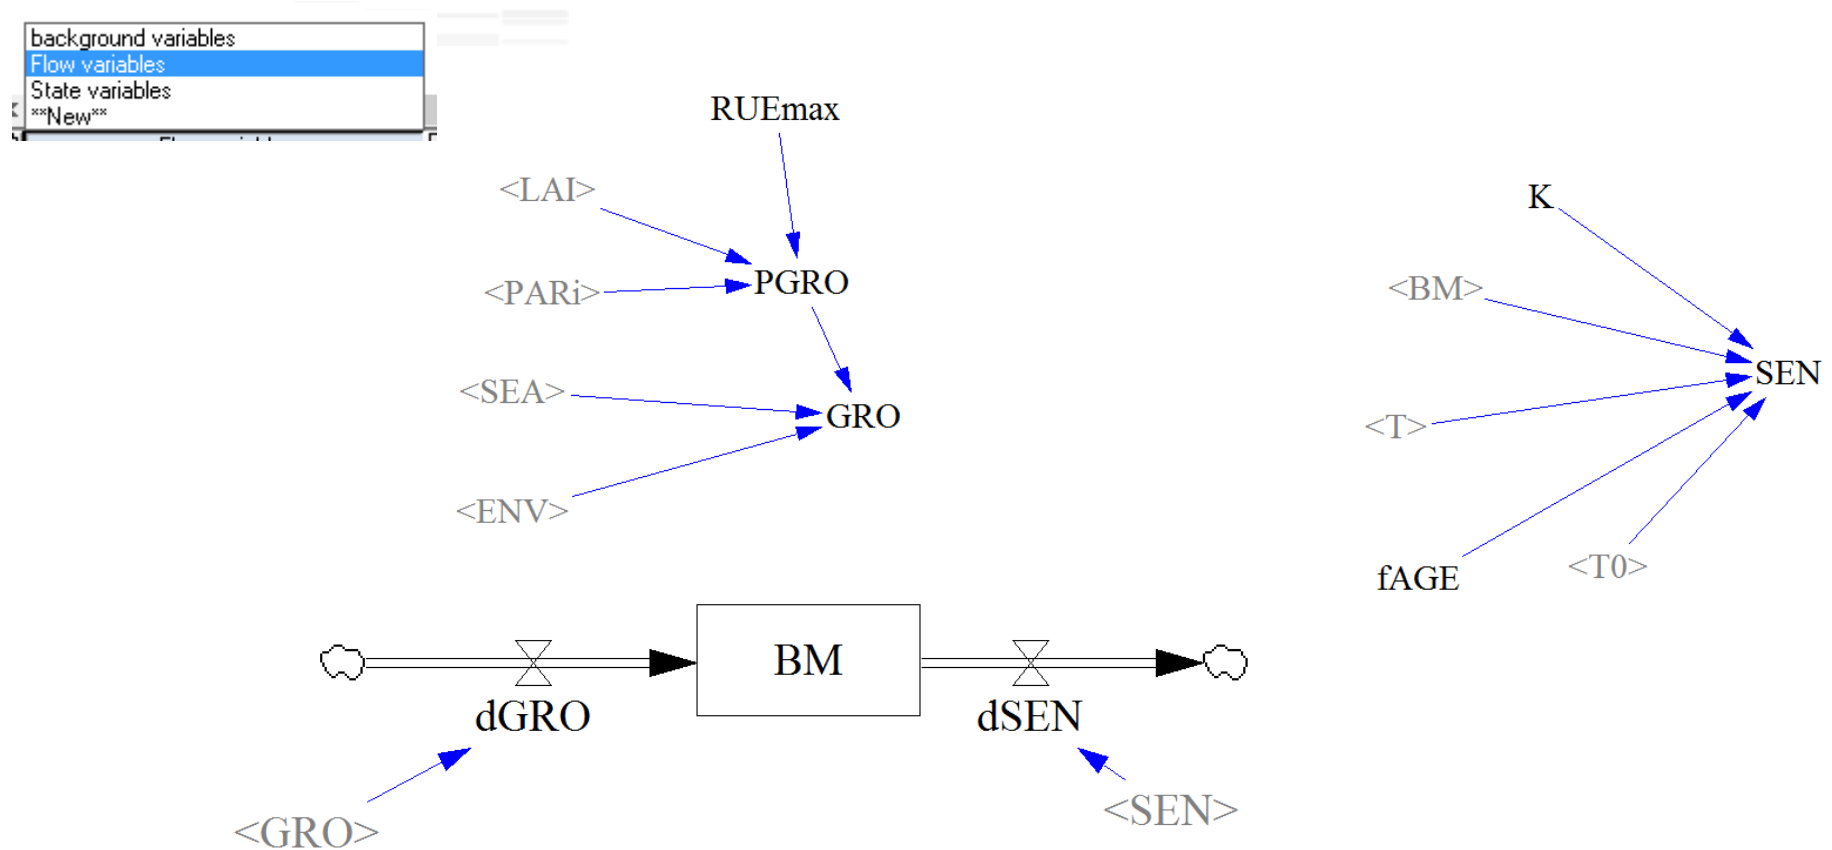 background variables
Flow variables
State variables
**New**
RUEmax
<LAI>
K
<PARi>
PGRO
<BM>
<SEA>
GRO
SEN
<T>
<ENV>
fAGE
<T0>
BM
dGRO
dSEN
<GRO>
<SEN>